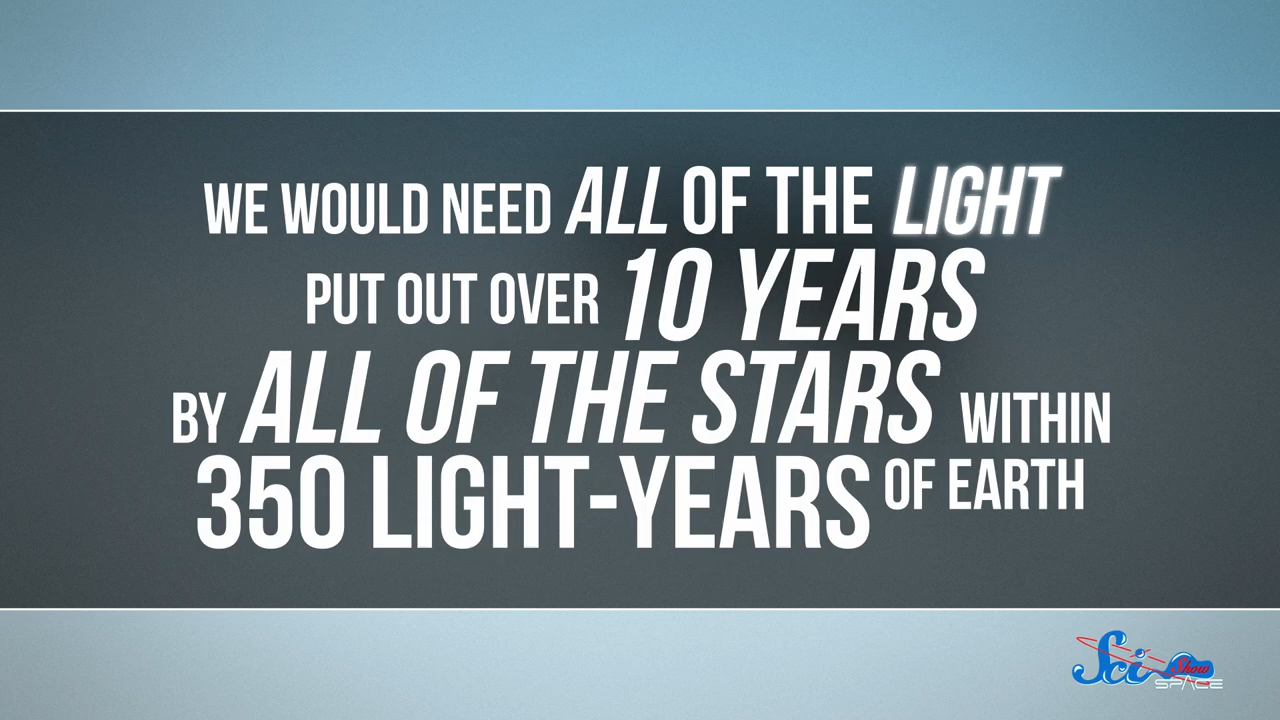 WE WOULD NEED ALL OF THE LIGHT
PUT OUT OVER 10 YEARS
BY ALL OF THE STARS WITHIN
350 LIGHT-YEARS OF EARTH
Sci Show
SPACE